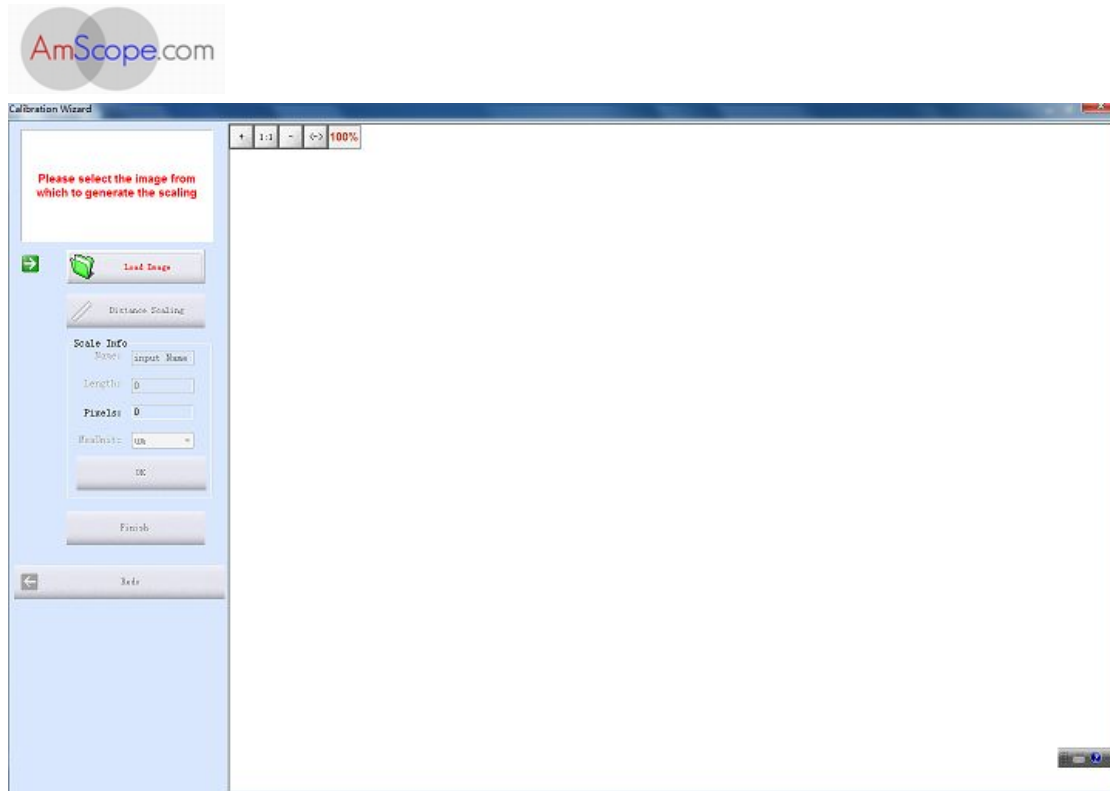 AmScope.com
Calibration Wizard
+ 1:1 - <-> 100%
Please select the image from
which to generate the scaling
Load Image
Distance Scaling
Scale Info
Name: input Name
Length: 0
Pixels: 0
um
OK
Finish
Redo